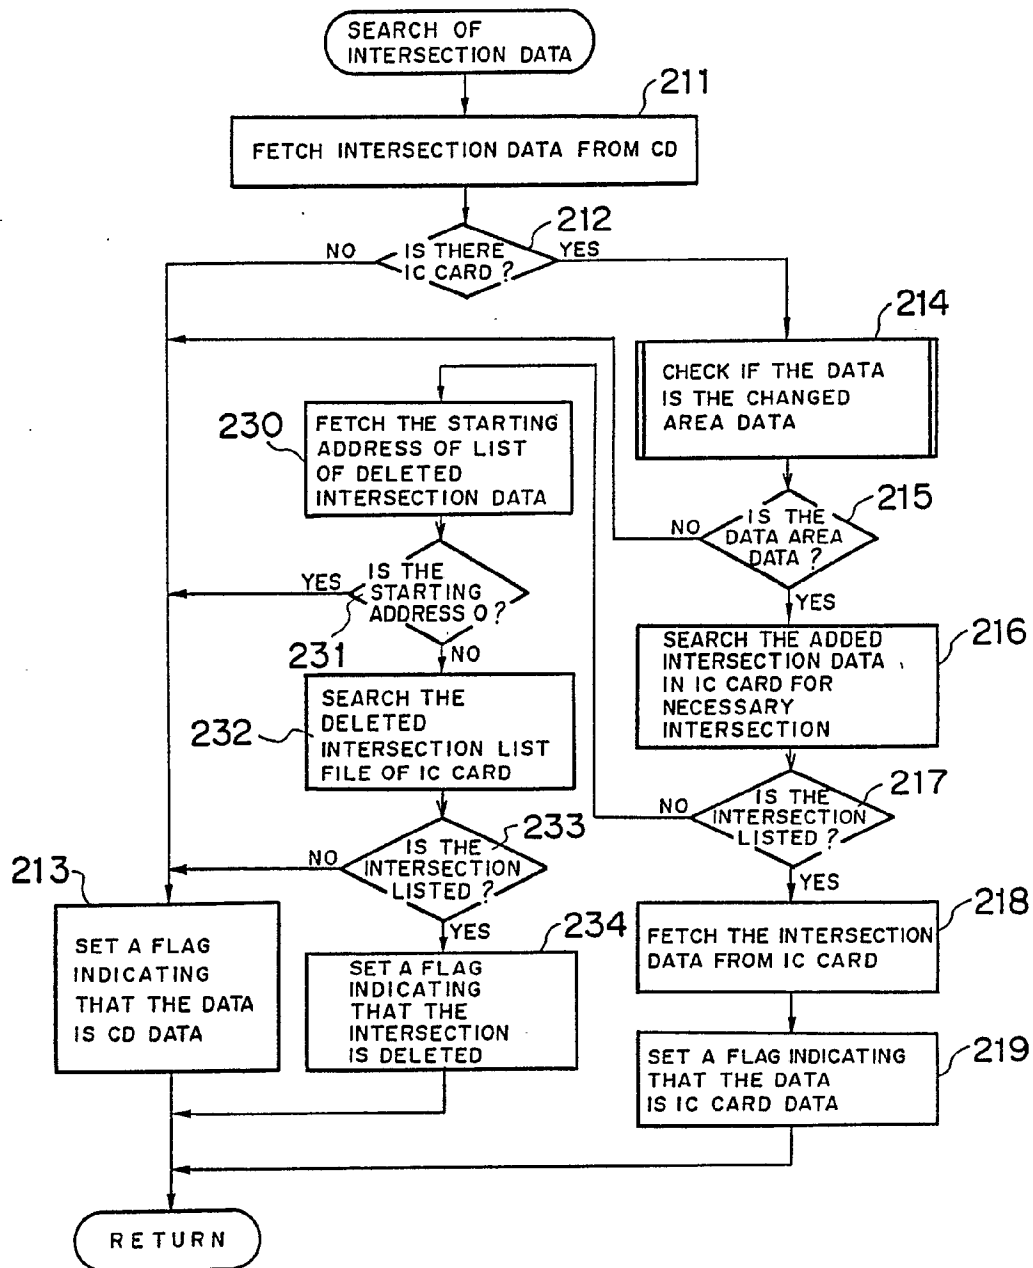 SEARCH OF
INTERSECTION DATA
211
FETCH INTERSECTION DATA FROM CD
212
NO
IS THERE
IC CARD?
YES
214
CHECK IF THE DATA
IS THE CHANGED
AREA DATA
230
FETCH THE STARTING
ADDRESS OF LIST
OF DELETED
INTERSECTION DATA
215
NO
IS THE
DATA AREA
DATA?
YES
YES
IS THE
STARTING
ADDRESS 0?
231
NO
216
SEARCH THE ADDED
INTERSECTION DATA
IN IC CARD FOR
NECESSARY
INTERSECTION
232
SEARCH THE
DELETED
INTERSECTION LIST
FILE OF IC CARD
217
NO
IS THE
INTERSECTION
LISTED?
YES
233
NO
IS THE
INTERSECTION
LISTED?
YES
213
SET A FLAG
INDICATING
THAT THE DATA
IS CD DATA
234
SET A FLAG
INDICATING
THAT THE
INTERSECTION
IS DELETED
218
FETCH THE INTERSECTION
DATA FROM IC CARD
219
SET A FLAG INDICATING
THAT THE DATA
IS IC CARD DATA
RETURN